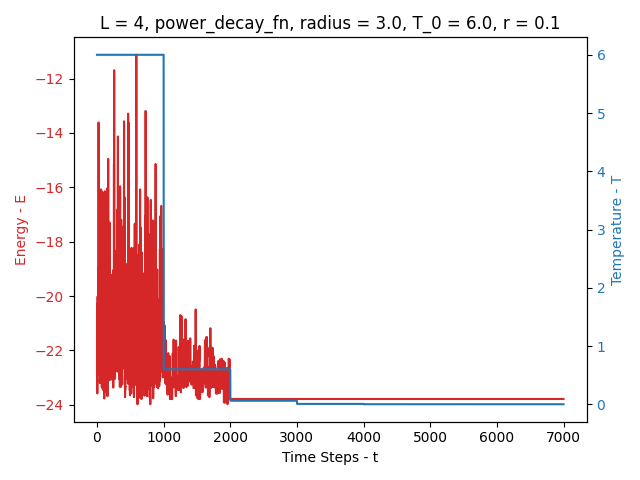 L = 4, power_decay_fn, radius = 3.0, T_0 = 6.0, r = 0.1
Energy - E
−12
−14
−16
−18
−20
−22
−24
6
5
4
3
2
1
0
Temperature - T
0 1000 2000 3000 4000 5000 6000 7000
Time Steps - t